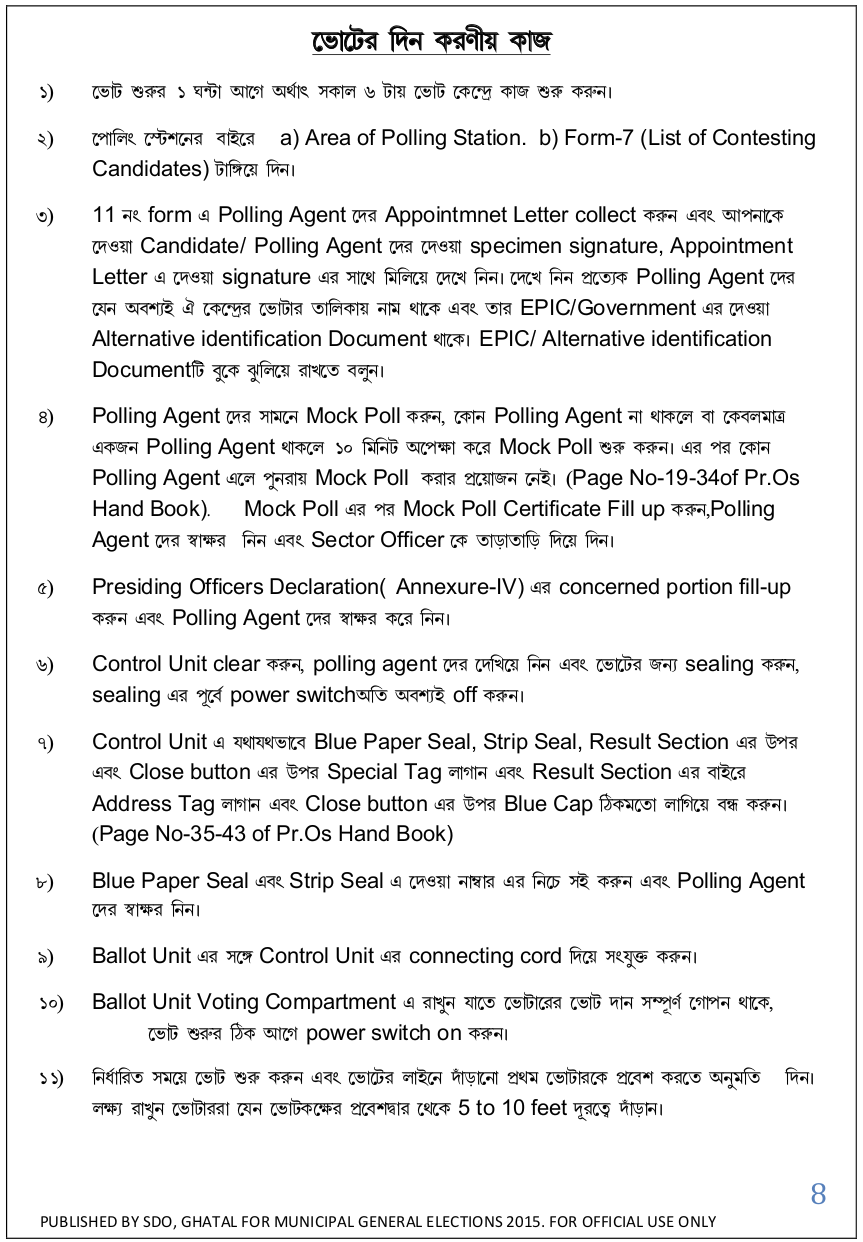 ভোটের দিন করণীয় কাজ
১) ভোট শুরুর ১ ঘন্টা আগে অর্থাৎ সকাল ৬ টায় ভোট কেন্দ্রে কাজ শুরু করুন।
২) পোলিং স্টেশনের বাইরে a) Area of Polling Station. b) Form-7 (List of Contesting
Candidates) টাঙ্গিয়ে দিন।
৩) 11 নং form এ Polling Agent দের Appointmnet Letter collect করুন এবং আপনাকে
দেওয়া Candidate/ Polling Agent দের দেওয়া specimen signature, Appointment
Letter এ দেওয়া signature এর সাথে মিলিয়ে দেখে নিন। দেখে নিন প্রত্যেক Polling Agent দের
যেন অবশ্যই ঐ কেন্দ্রের ভোটার তালিকায় নাম থাকে এবং তার EPIC/Government এর দেওয়া
Alternative identification Document থাকে। EPIC/ Alternative identification
Documentটি বুকে ঝুলিয়ে রাখতে বলুন।
৪) Polling Agent দের সামনে Mock Poll করুন, কোন Polling Agent না থাকলে বা কেবলমাত্র
একজন Polling Agent থাকলে ১০ মিনিট অপেক্ষা করে Mock Poll শুরু করুন। এর পর কোন
Polling Agent এলে পুনরায় Mock Poll করার প্রয়োজন নেই। (Page No-19-34of Pr.Os
Hand Book). Mock Poll এর পর Mock Poll Certificate Fill up করুন,Polling
Agent দের স্বাক্ষর নিন এবং Sector Officer কে তাড়াতাড়ি দিয়ে দিন।
৫) Presiding Officers Declaration( Annexure-IV) এর concerned portion fill-up
করুন এবং Polling Agent দের স্বাক্ষর করে নিন।
৬) Control Unit clear করুন, polling agent দের দেখিয়ে নিন এবং ভোটের জন্য sealing করুন,
sealing এর পূর্বে power switchঅতি অবশ্যই off করুন।
৭) Control Unit এ যথাযথভাবে Blue Paper Seal, Strip Seal, Result Section এর উপর
এবং Close button এর উপর Special Tag লাগান এবং Result Section এর বাইরে
Address Tag লাগান এবং Close button এর উপর Blue Cap ঠিকমতো লাগিয়ে বন্ধ করুন।
(Page No-35-43 of Pr.Os Hand Book)
৮) Blue Paper Seal এবং Strip Seal এ দেওয়া নাম্বার এর নিচে সই করুন এবং Polling Agent
দের স্বাক্ষর নিন।
৯) Ballot Unit এর সঙ্গে Control Unit এর connecting cord দিয়ে সংযুক্ত করুন।
১০) Ballot Unit Voting Compartment এ রাখুন যাতে ভোটারের ভোট দান সম্পূর্ণ গোপন থাকে,
ভোট শুরুর ঠিক আগে power switch on করুন।
১১) নির্ধারিত সময়ে ভোট শুরু করুন এবং ভোটের লাইনে দাঁড়ানো প্রথম ভোটারকে প্রবেশ করতে অনুমতি দিন।
লক্ষ্য রাখুন ভোটাররা যেন ভোটকক্ষের প্রবেশদ্বার থেকে 5 to 10 feet দূরত্বে দাঁড়ান।
8
PUBLISHED BY SDO, GHATAL FOR MUNICIPAL GENERAL ELECTIONS 2015. FOR OFFICIAL USE ONLY